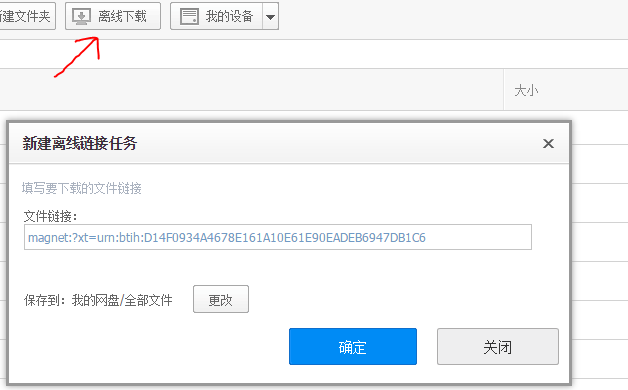 新建文件夹
离线下载
我的设备
大小
新建离线链接任务
填写要下载的文件链接
文件链接：
magnet:?xt=urn:btih:D14F0934A4678E161A10E61E90EADEB6947DB1C6
保存到：我的网盘/全部文件
更改
确定
关闭